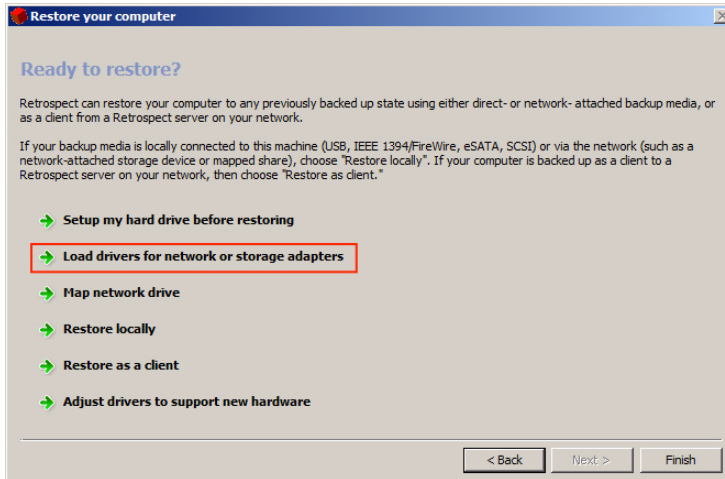 Restore your computer
Ready to restore?
Retrospect can restore your computer to any previously backed up state using either direct- or network- attached backup media, or
as a client from a Retrospect server on your network.
If your backup media is locally connected to this machine (USB, IEEE 1394/FireWire, eSATA, SCSI) or via the network (such as a
network-attached storage device or mapped share), choose "Restore locally". If your computer is backed up as a client to a
Retrospect server on your network, then choose "Restore as client."
Setup my hard drive before restoring
Load drivers for network or storage adapters
Map network drive
Restore locally
Restore as a client
Adjust drivers to support new hardware
< Back Next > Finish